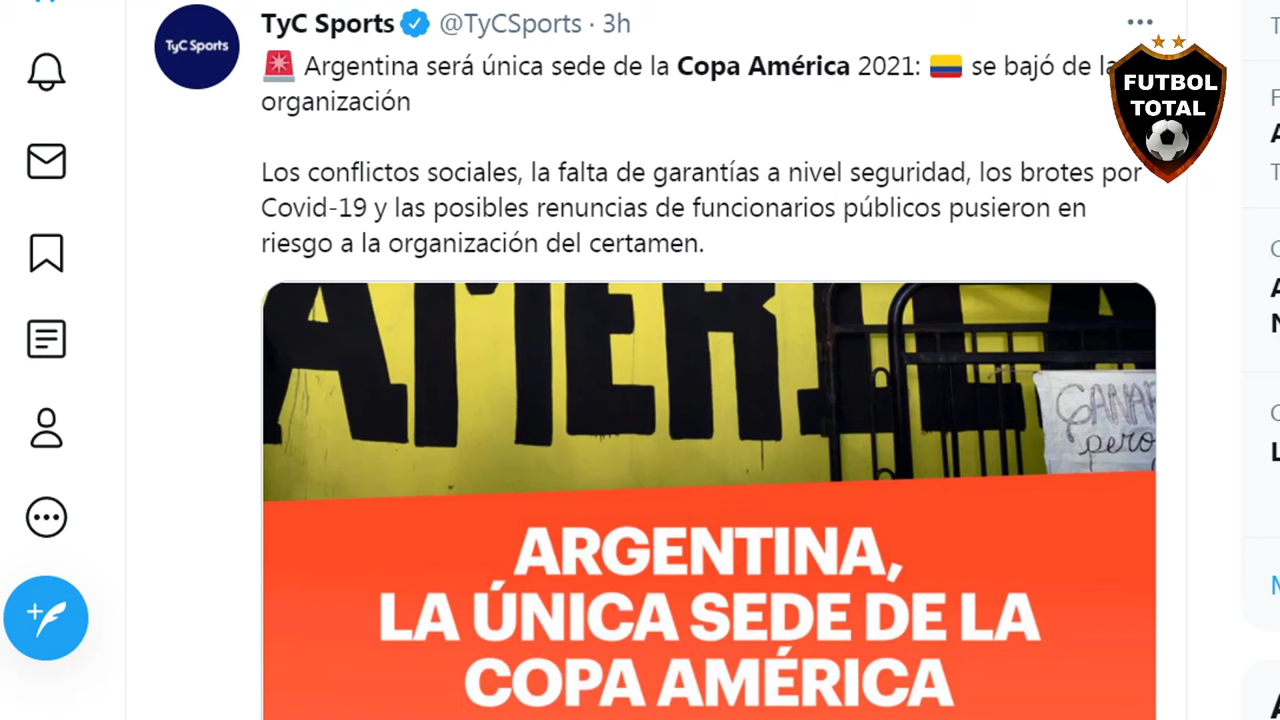 TyC Sports
TyC Sports @TyCSports · 3h
🚨 Argentina será única sede de la Copa América 2021: 🇨🇴 se bajó de la
organización
FUTBOL
TOTAL
Los conflictos sociales, la falta de garantías a nivel seguridad, los brotes por
Covid-19 y las posibles renuncias de funcionarios públicos pusieron en
riesgo a la organización del certamen.
AMERICA
pero
ARGENTINA,
LA ÚNICA SEDE DE LA
COPA AMÉRICA